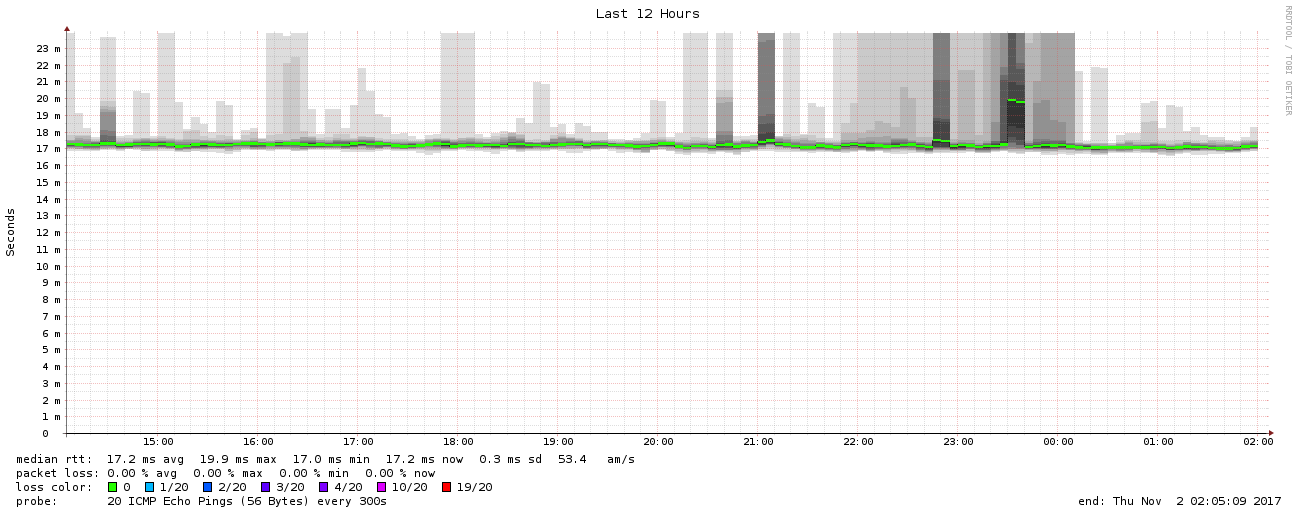 Last 12 Hours
RRDTOOL / TOBI OETIKER
Seconds
23 m
22 m
21 m
20 m
19 m
18 m
17 m
16 m
15 m
14 m
13 m
12 m
11 m
10 m
9 m
8 m
7 m
6 m
5 m
4 m
3 m
2 m
1 m
0
15:00 16:00 17:00 18:00 19:00 20:00 21:00 22:00 23:00 00:00 01:00 02:00
median rtt: 17.2 ms avg 19.9 ms max 17.0 ms min 17.2 ms now 0.3 ms sd 53.4 am/s
packet loss: 0.00 % avg 0.00 % max 0.00 % min 0.00 % now
loss color: 0 1/20 2/20 3/20 4/20 10/20 19/20
probe: 20 ICMP Echo Pings (56 Bytes) every 300s end: Thu Nov 2 02:05:09 2017